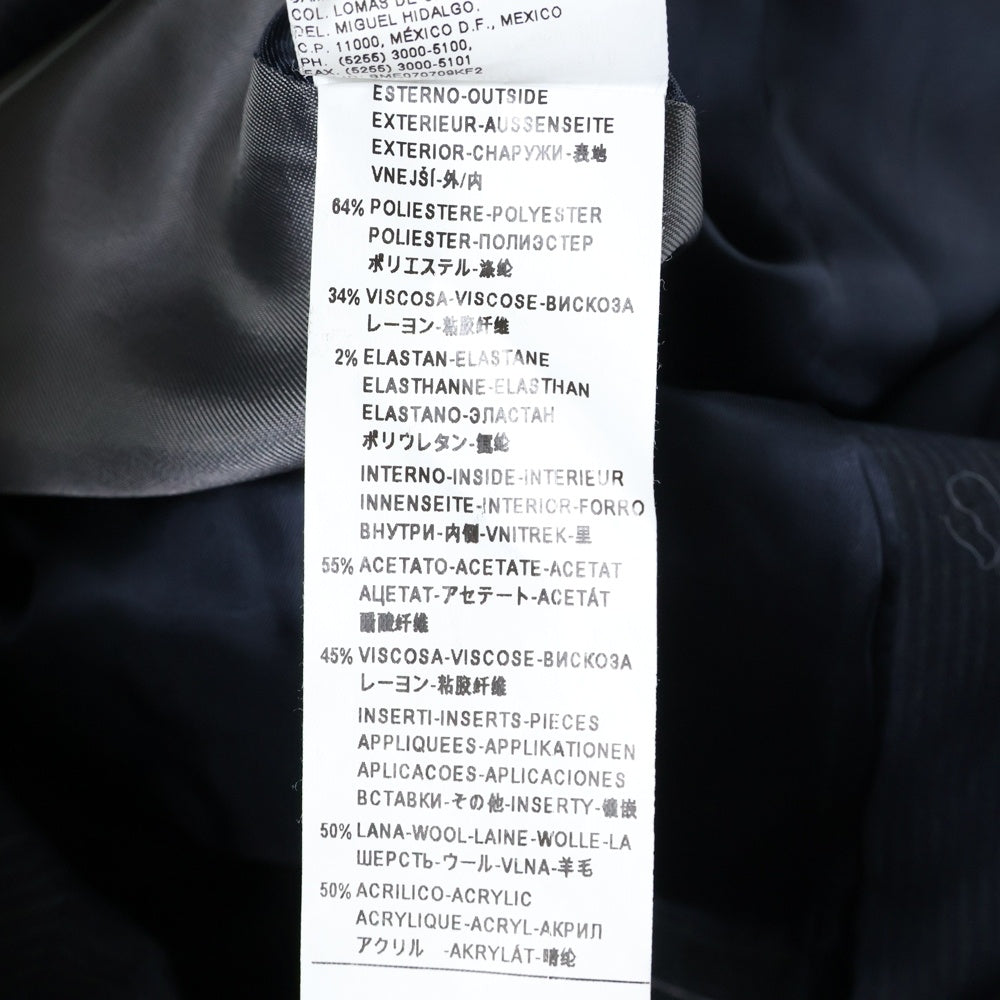 COL. LOMAS DE
DEL. MIGUEL HIDALGO.
C.P. 11000, MÉXICO D.F., MEXICO
PH. (5255) 3000-5100,
FAX. (5255) 3000-5101
BME070709KF2
ESTERNO-OUTSIDE
EXTERIEUR-AUSSENSEITE
EXTERIOR-СНАРУЖИ-表地
VNEJŠÍ-外/内
64% POLIESTERE-POLYESTER
POLIESTER-ПОЛИЭСТЕР
ポリエステル-涤纶
34% VISCOSA-VISCOSE-ВИСКОЗА
レーヨン-粘胶纤维
2% ELASTAN-ELASTANE
ELASTHANNE-ELASTHAN
ELASTANO-ЭЛАСТАН
ポリウレタン-氨纶
INTERNO-INSIDE-INTERIEUR
INNENSEITE-INTERIOR-FORRO
ВНУТРИ-内側-VNITREK-里
55% ACETATO-ACETATE-ACETAT
АЦЕТАТ-アセテート-ACETÁT
醋酸纤维
45% VISCOSA-VISCOSE-ВИСКОЗА
レーヨン-粘胶纤维
INSERTI-INSERTS-PIECES
APPLIQUEES-APPLIKATIONEN
APLICACOES-APLICACIONES
ВСТАВКИ-その他-INSERTY-镶嵌
50% LANA-WOOL-LAINE-WOLLE-LA
ШЕРСТЬ-ウール-VLNA-羊毛
50% ACRILICO-ACRYLIC
ACRYLIQUE-ACRYL-АКРИЛ
アクリル -AKRYLÁT-晴纶